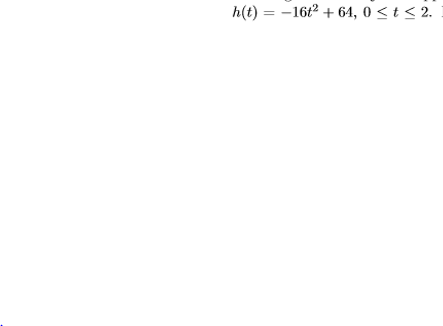 h(t) = −16t² + 64, 0 ≤ t ≤ 2.
.